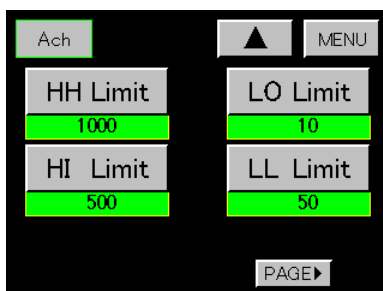 Ach ▲ MENU
HH Limit LO Limit
1000 10
HI Limit LL Limit
500 50
PAGE▶